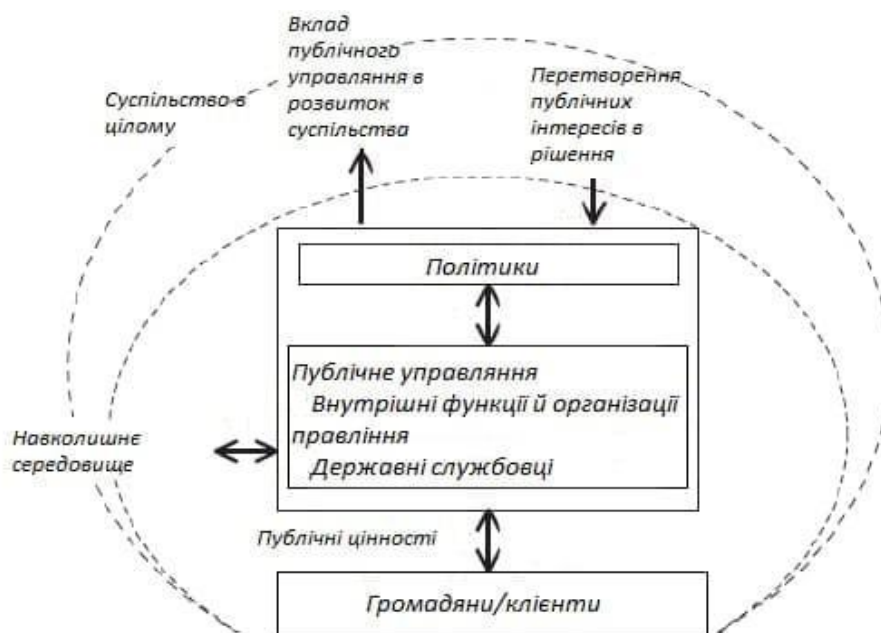 Вклад
публічного
управління в
розвиток
суспільства
Перетворення
публічних
інтересів в
рішення
Суспільство в
цілому
Політики
Публічне управління
Внутрішні функції й організації
правління
Державні службовці
Навколишнє
середовище
Публічні цінності
Громадяни/клієнти